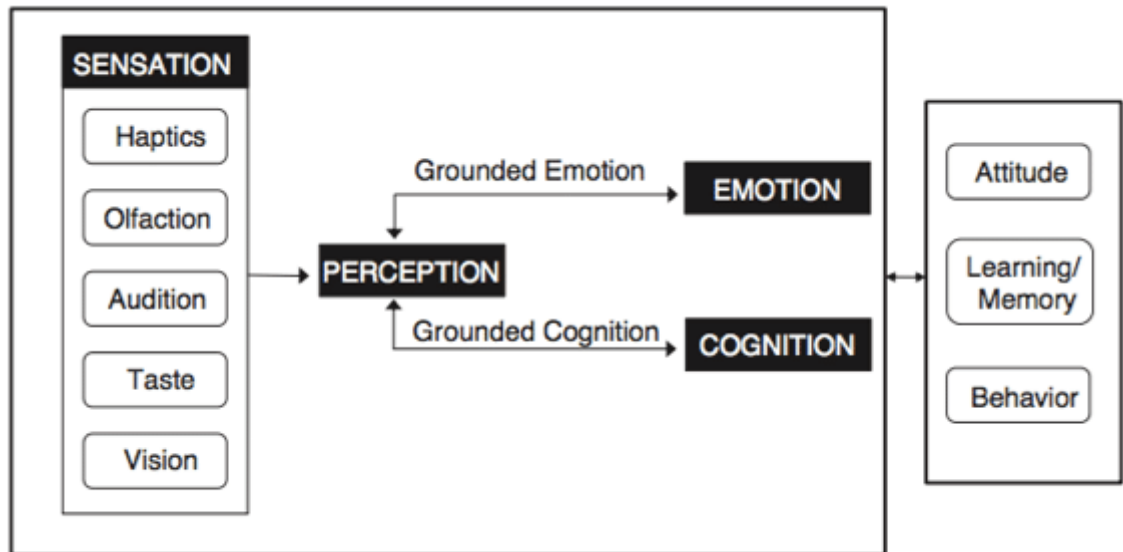 SENSATION
Haptics
Olfaction
Audition
Taste
Vision
PERCEPTION
Grounded Emotion
EMOTION
Grounded Cognition
COGNITION
Attitude
Learning/
Memory
Behavior